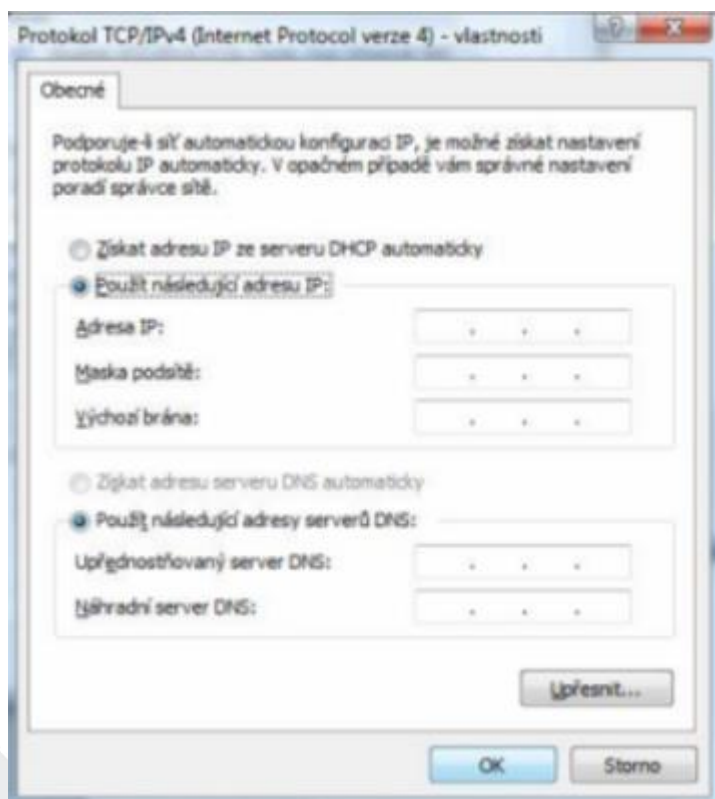 Protokol TCP/IPv4 (Internet Protocol verze 4) - vlastnosti
Obecné
Podporuje-li síť automatickou konfiguraci IP, je možné získat nastavení
protokolu IP automaticky. V opačném případě vám správné nastavení
poradí správce sítě.
Získat adresu IP ze serveru DHCP automaticky
Použít následující adresu IP:
Adresa IP: . . .
Maska podsítě: . . .
Výchozí brána: . . .
Získat adresu serveru DNS automaticky
Použít následující adresy serverů DNS:
Upřednostňovaný server DNS: . . .
Náhradní server DNS: . . .
Upřesnit...
OK Storno